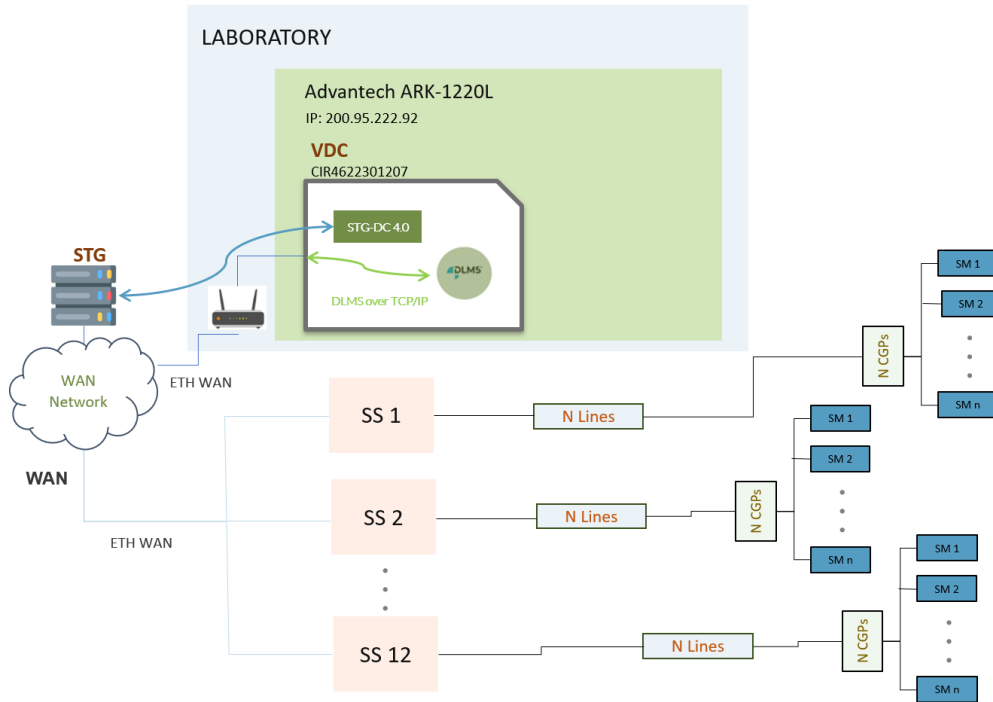 LABORATORY
Advantech ARK-1220L
IP: 200.95.222.92
VDC
CIR4622301207
STG-DC 4.0
DLMS
DLMS over TCP/IP
STG
WAN
Network
ETH WAN
WAN
ETH WAN
SS 1
N Lines
N CGPs
SM 1
SM 2
SM n
SS 2
N Lines
N CGPs
SM 1
SM 2
SM n
SS 12
N Lines
N CGPs
SM 1
SM 2
SM n